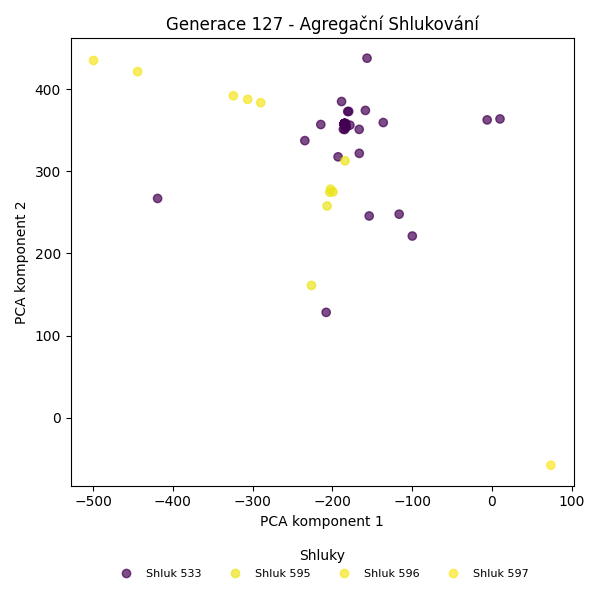 Generace 127 - Agregační Shlukování
PCA komponent 2
400
300
200
100
0
−500 −400 −300 −200 −100 0 100
PCA komponent 1
Shluky
Shluk 533 Shluk 595 Shluk 596 Shluk 597